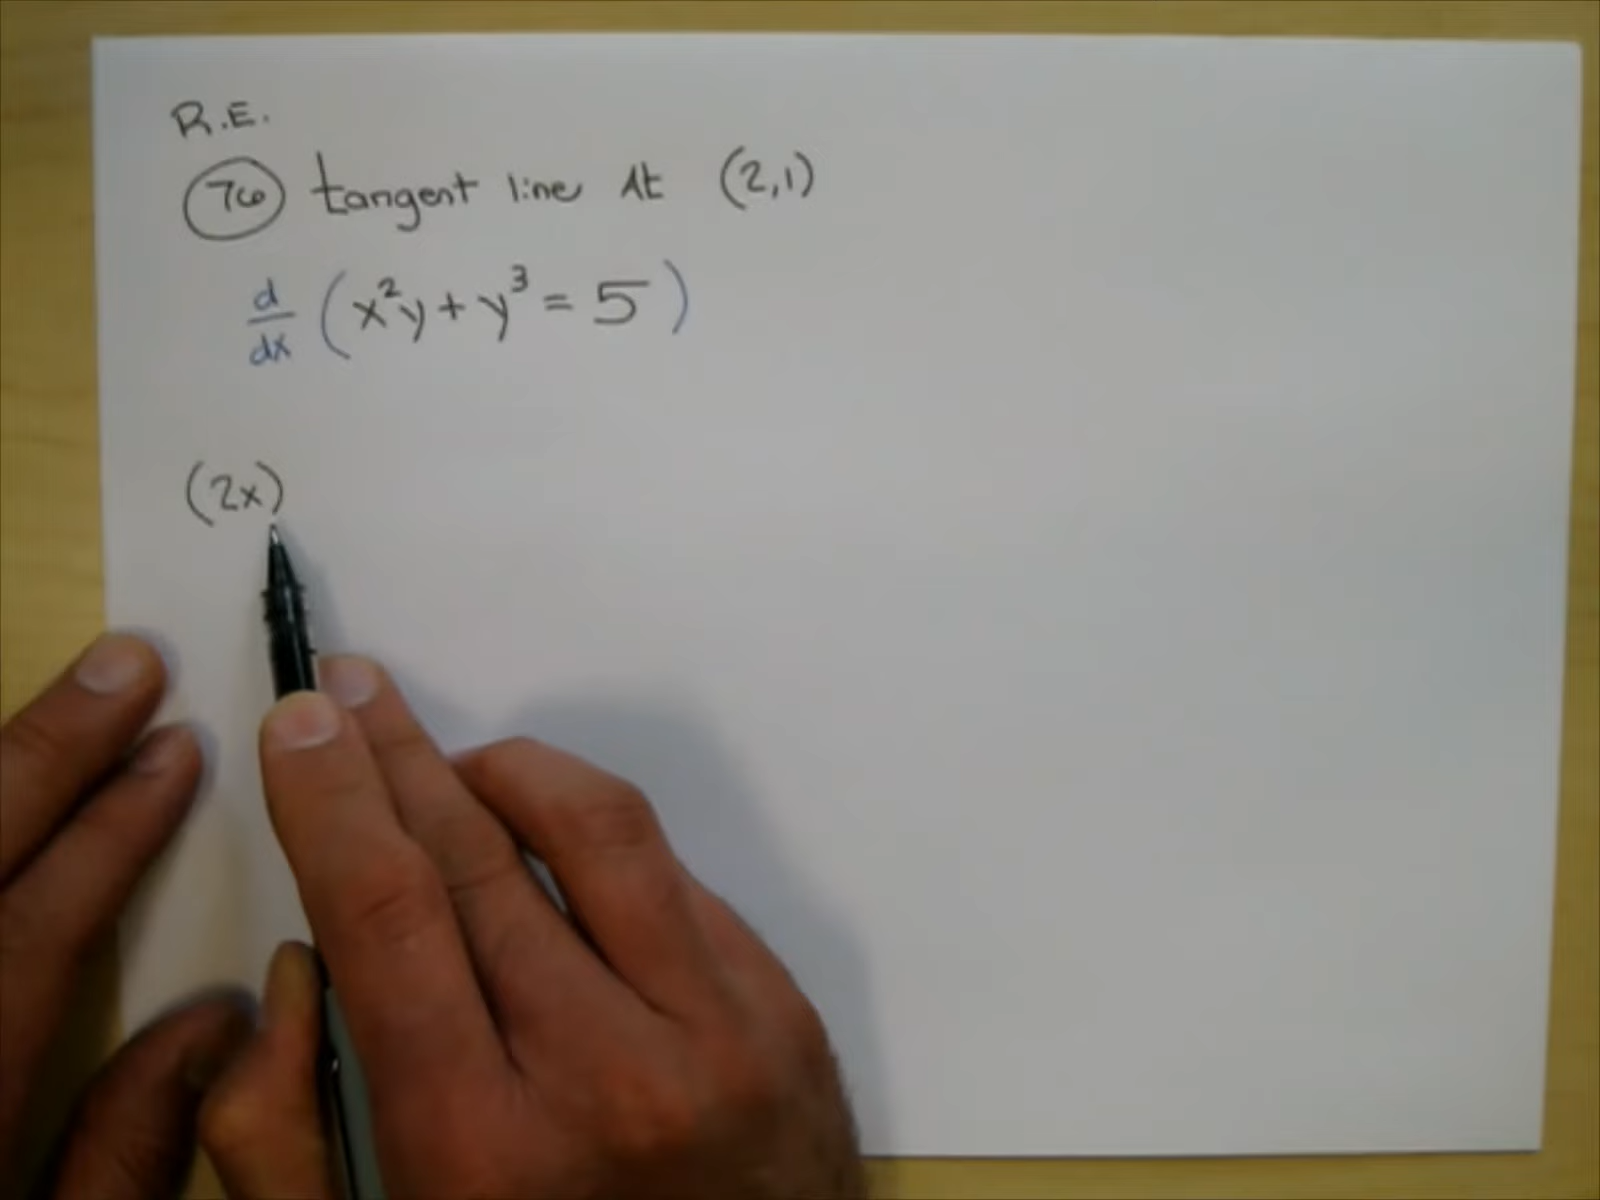 R.E.
76 tangent line at (2,1)
d/dx (x²y + y³ = 5)
(2x)